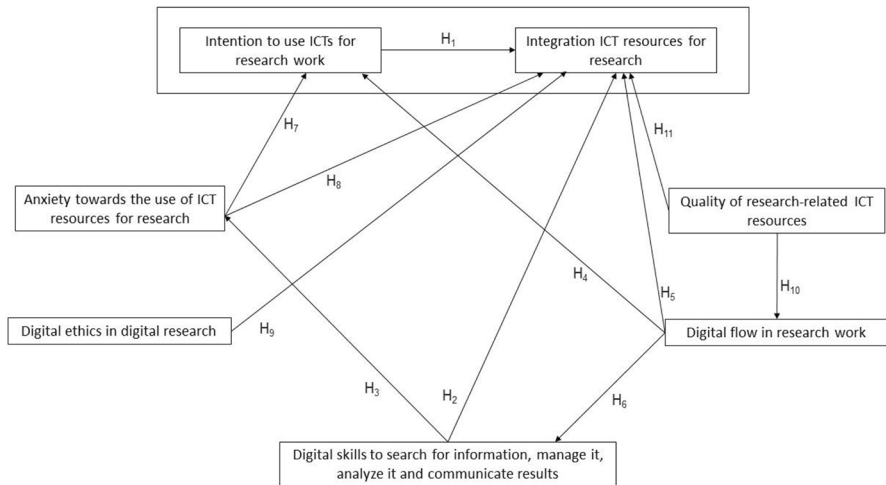 Intention to use ICTs for
research work
H₁
Integration ICT resources for
research
H₇
H₈
H₁₁
Anxiety towards the use of ICT
resources for research
Quality of research-related ICT
resources
H₄
H₅
H₁₀
Digital ethics in digital research
H₉
Digital flow in research work
H₃
H₂
H₆
Digital skills to search for information, manage it,
analyze it and communicate results